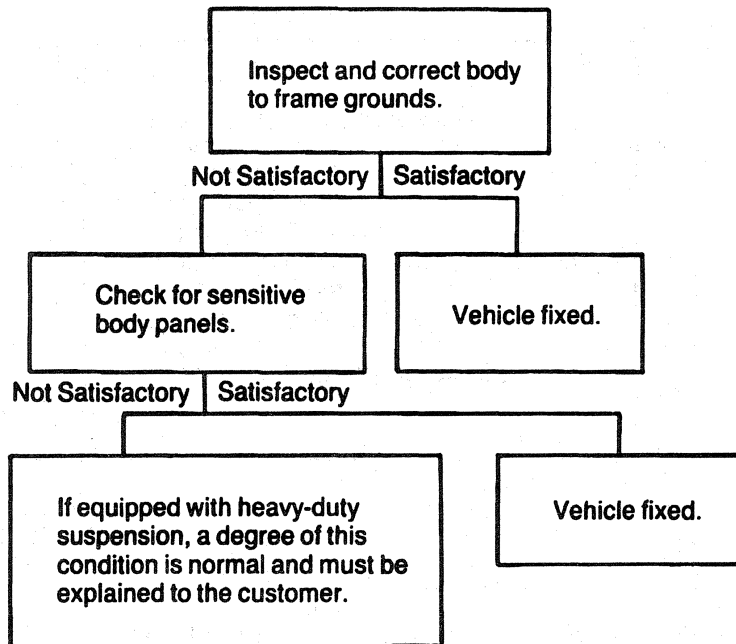 Inspect and correct body
to frame grounds.
Not Satisfactory Satisfactory
Check for sensitive
body panels.
Vehicle fixed.
Not Satisfactory Satisfactory
If equipped with heavy-duty
suspension, a degree of this
condition is normal and must be
explained to the customer.
Vehicle fixed.